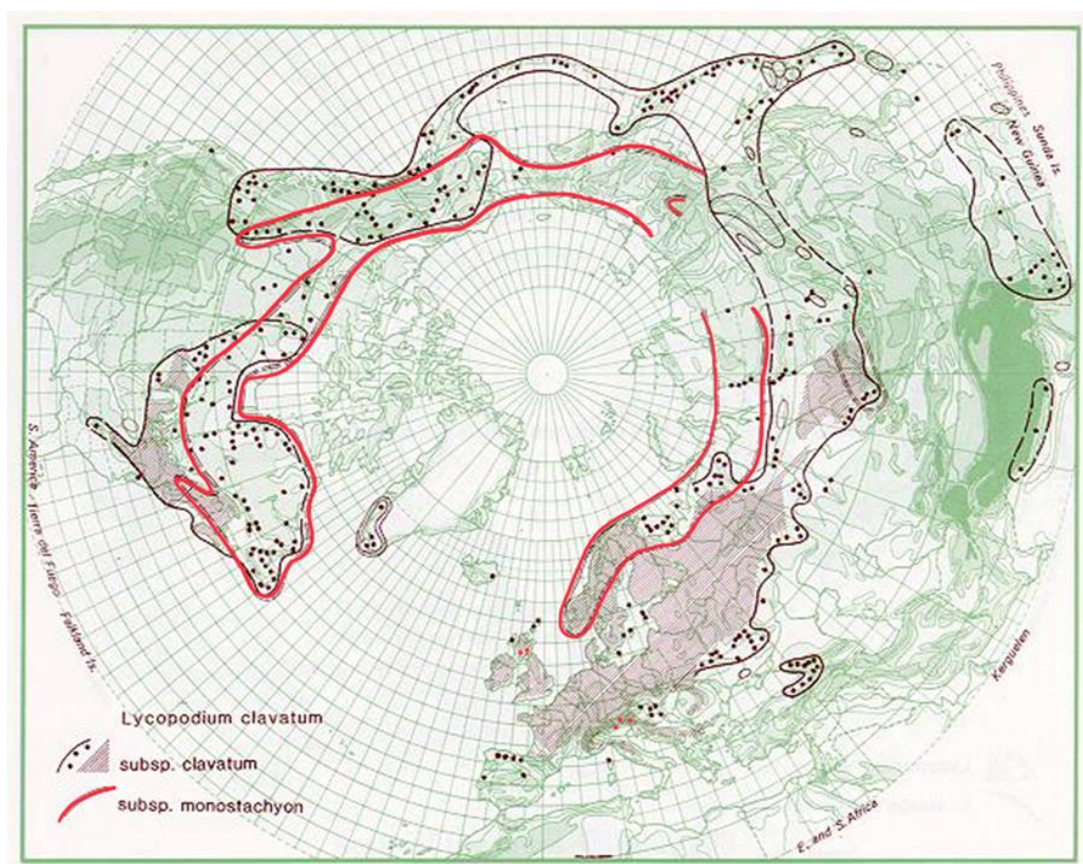 Philippines Sunda is.
New Guinea
S. America Tierra del Fuego Falkland Is.
Kerguelen
Lycopodium clavatum
subsp. clavatum
subsp. monostachyon
E. and S. Africa